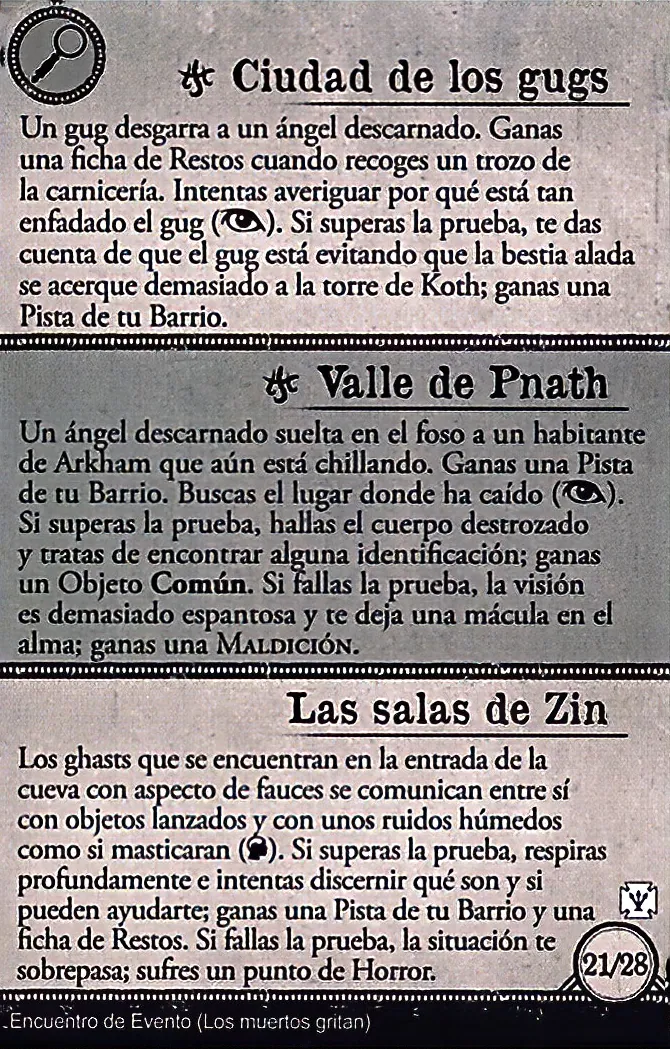 Ciudad de los gugs
Un gug desgarra a un ángel descarnado. Ganas
una ficha de Restos cuando recoges un trozo de
la carnicería. Intentas averiguar por qué está tan
enfadado el gug (). Si superas la prueba, te das
cuenta de que el gug está evitando que la bestia alada
se acerque demasiado a la torre de Koth; ganas una
Pista de tu Barrio.
Valle de Pnath
Un ángel descarnado suelta en el foso a un habitante
de Arkham que aún está chillando. Ganas una Pista
de tu Barrio. Buscas el lugar donde ha caído ().
Si superas la prueba, hallas el cuerpo destrozado
y tratas de encontrar alguna identificación; ganas
un Objeto Común. Si fallas la prueba, la visión
es demasiado espantosa y te deja una mácula en el
alma; ganas una MALDICIÓN.
Las salas de Zin
Los ghasts que se encuentran en la entrada de la
cueva con aspecto de fauces se comunican entre sí
con objetos lanzados y con unos ruidos húmedos
como si masticaran (). Si superas la prueba, respiras
profundamente e intentas discernir qué son y si
pueden ayudarte; ganas una Pista de tu Barrio y una
ficha de Restos. Si fallas la prueba, la situación te
sobrepasa; sufres un punto de Horror.
21/28
Encuentro de Evento (Los muertos gritan)